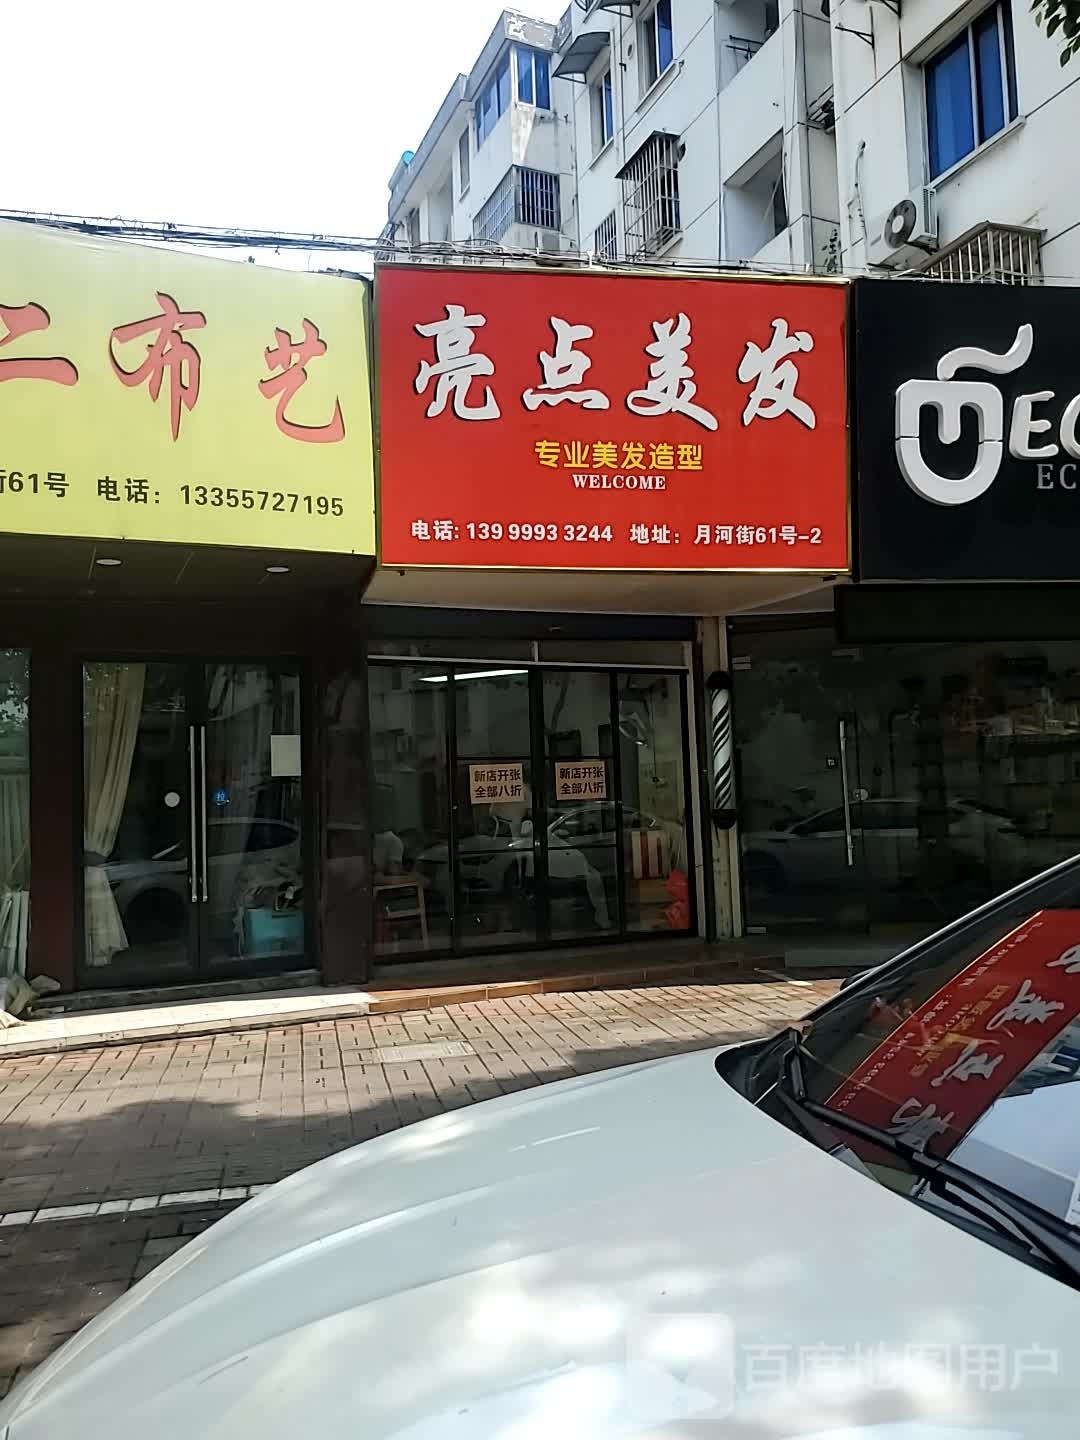 二布艺
街61号 电话：13355727195
亮点美发
专业美发造型
WELCOME
电话: 139 9993 3244 地址：月河街61号-2
EC
EC
新店开张
全部八折
新店开张
全部八折
拉
百度地图用户